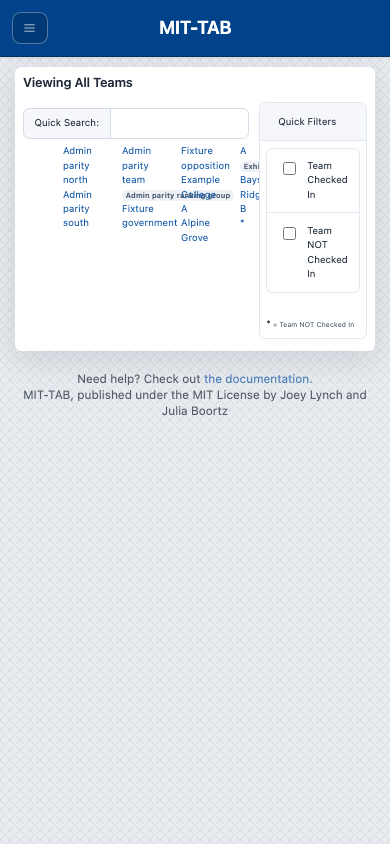 MIT-TAB
Viewing All Teams
Quick Search:
Admin
parity
north
Admin
parity
south
Admin
parity
team
Admin parity ranking group
Fixture
government
Fixture
opposition
Example
College
A
Alpine
Grove
A
B
*
Quick Filters
Team
Checked
In
Team
NOT
Checked
In
* = Team NOT Checked In
Need help? Check out the documentation.
MIT-TAB, published under the MIT License by Joey Lynch and
Julia Boortz